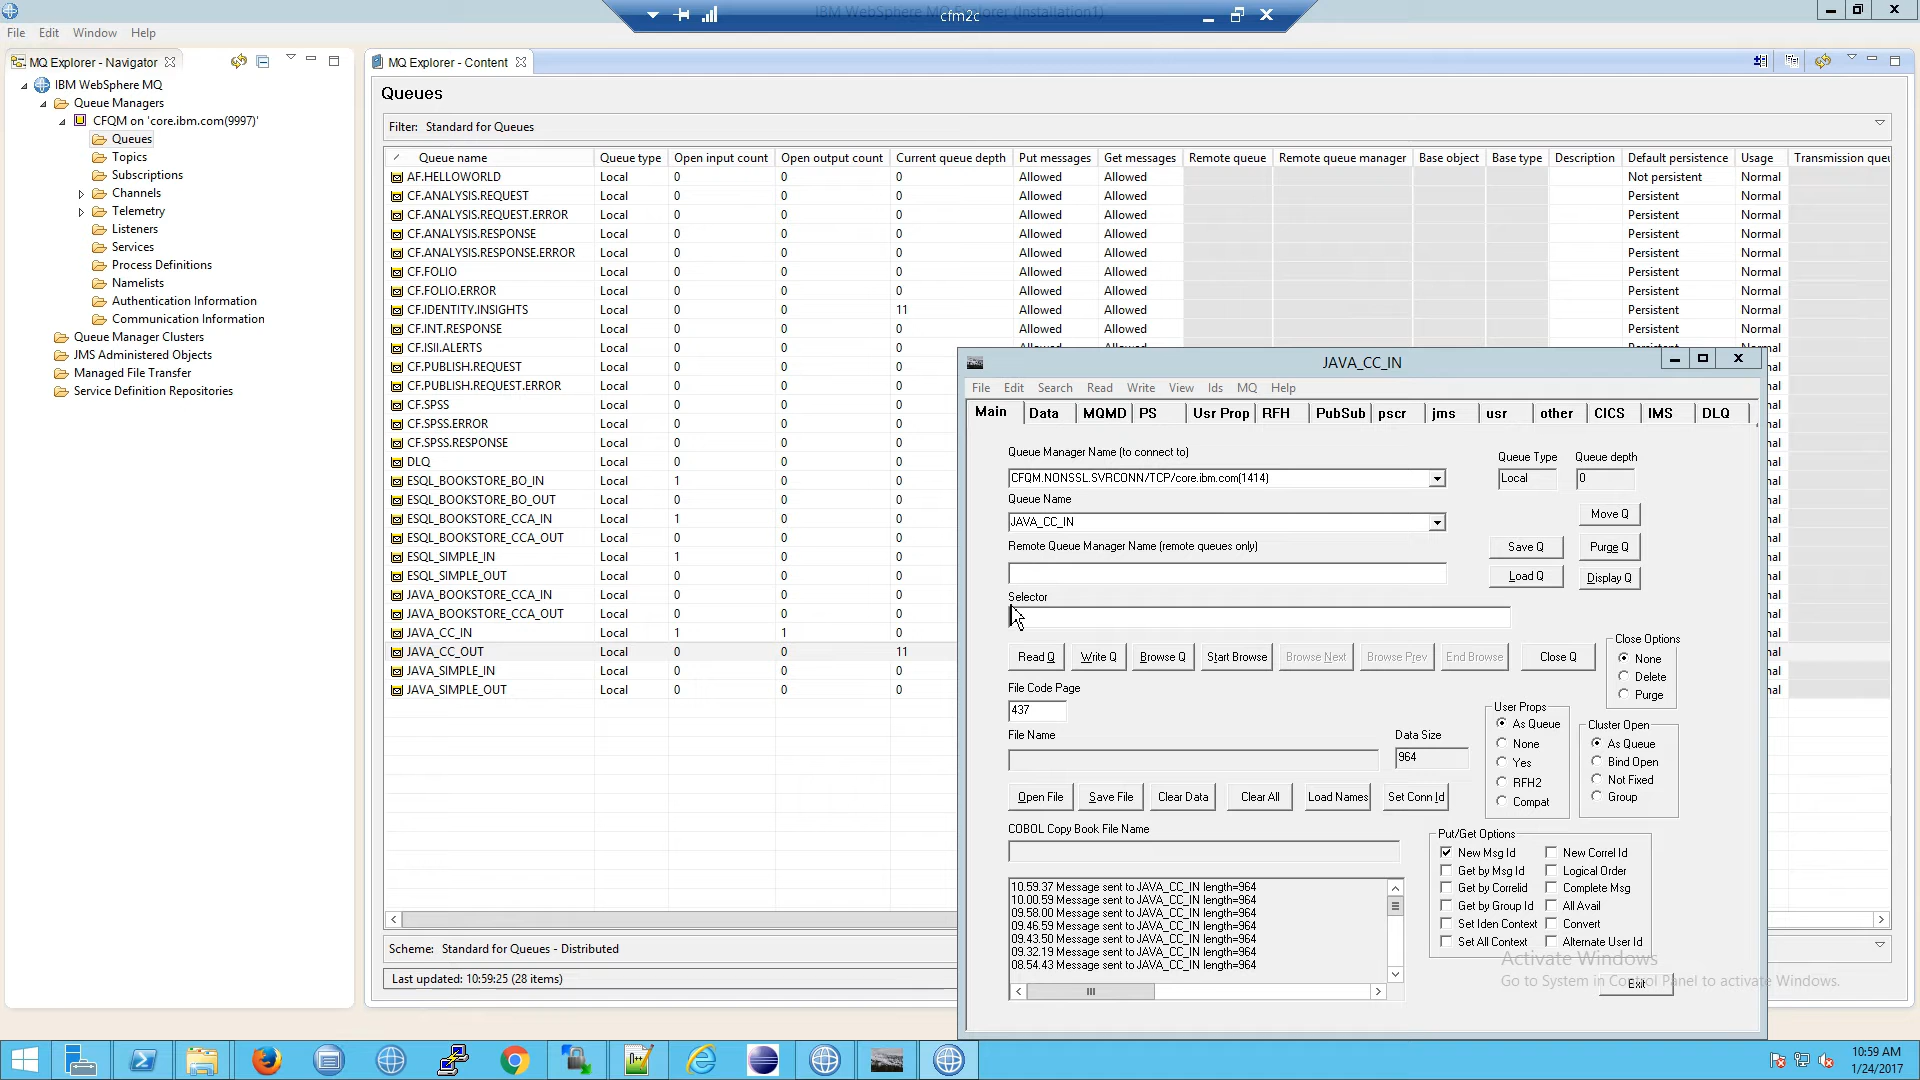 IBM WebSphere MQ Explorer (Installation1)
cfm2c
File Edit Window Help
MQ Explorer - Navigator
IBM WebSphere MQ
Queue Managers
CFQM on 'core.ibm.com(9997)'
Queues
Topics
Subscriptions
Channels
Telemetry
Listeners
Services
Process Definitions
Namelists
Authentication Information
Communication Information
Queue Manager Clusters
JMS Administered Objects
Managed File Transfer
Service Definition Repositories
MQ Explorer - Content
Queues
Filter: Standard for Queues
Queue name Queue type Open input count Open output count Current queue depth Put messages Get messages Remote queue Remote queue manager Base object Base type Description Default persistence Usage Transmission queu
AF.HELLOWORLD Local 0 0 0 Allowed Allowed Not persistent Normal
CF.ANALYSIS.REQUEST Local 0 0 0 Allowed Allowed Persistent Normal
CF.ANALYSIS.REQUEST.ERROR Local 0 0 0 Allowed Allowed Persistent Normal
CF.ANALYSIS.RESPONSE Local 0 0 0 Allowed Allowed Persistent Normal
CF.ANALYSIS.RESPONSE.ERROR Local 0 0 0 Allowed Allowed Persistent Normal
CF.FOLIO Local 0 0 0 Allowed Allowed Persistent Normal
CF.FOLIO.ERROR Local 0 0 0 Allowed Allowed Persistent Normal
CF.IDENTITY.INSIGHTS Local 0 0 11 Allowed Allowed Persistent Normal
CF.INT.RESPONSE Local 0 0 0 Allowed Allowed Persistent Normal
CF.ISII.ALERTS Local 0 0 0
CF.PUBLISH.REQUEST Local 0 0 0 nal
CF.PUBLISH.REQUEST.ERROR Local 0 0 0 nal
CF.SPSS Local 0 0 0 nal
CF.SPSS.ERROR Local 0 0 0 nal
CF.SPSS.RESPONSE Local 0 0 0 nal
DLQ Local 0 0 0 nal
ESQL_BOOKSTORE_BO_IN Local 1 0 0 nal
ESQL_BOOKSTORE_BO_OUT Local 0 0 0 nal
ESQL_BOOKSTORE_CCA_IN Local 1 0 0 nal
ESQL_BOOKSTORE_CCA_OUT Local 0 0 0 nal
ESQL_SIMPLE_IN Local 1 0 0 nal
ESQL_SIMPLE_OUT Local 0 0 0 nal
JAVA_BOOKSTORE_CCA_IN Local 0 0 0 nal
JAVA_BOOKSTORE_CCA_OUT Local 0 0 0 nal
JAVA_CC_IN Local 1 1 0 nal
JAVA_CC_OUT Local 0 0 11 nal
JAVA_SIMPLE_IN Local 0 0 0 nal
JAVA_SIMPLE_OUT Local 0 0 0 nal
Scheme: Standard for Queues - Distributed
Last updated: 10:59:25 (28 items)
JAVA_CC_IN
File Edit Search Read Write View Ids MQ Help
Main Data MQMD PS Usr Prop RFH PubSub pscr jms usr other CICS IMS DLQ
Queue Manager Name (to connect to)
CFQM.NONSSL.SVRCONN/TCP/core.ibm.com(1414)
Queue Type Queue depth
Local 0
Queue Name
JAVA_CC_IN
Move Q
Remote Queue Manager Name (remote queues only)
Save Q Purge Q
Load Q Display Q
Selector
Read Q Write Q Browse Q Start Browse Browse Next Browse Prev End Browse Close Q
Close Options
None
Delete
Purge
File Code Page
437
File Name
Data Size
964
User Props
As Queue
None
Yes
RFH2
Compat
Cluster Open
As Queue
Bind Open
Not Fixed
Group
Open File Save File Clear Data Clear All Load Names Set Conn Id
COBOL Copy Book File Name
Put/Get Options
New Msg Id New Correl Id
Get by Msg Id Logical Order
Get by Correlid Complete Msg
Get by Group Id All Avail
Set Iden Context Convert
Set All Context Alternate User Id
10.59.37 Message sent to JAVA_CC_IN length=964
10.00.59 Message sent to JAVA_CC_IN length=964
09.58.00 Message sent to JAVA_CC_IN length=964
09.46.59 Message sent to JAVA_CC_IN length=964
09.43.50 Message sent to JAVA_CC_IN length=964
09.32.19 Message sent to JAVA_CC_IN length=964
08.54.43 Message sent to JAVA_CC_IN length=964
Exit
Activate Windows
Go to System in Control Panel to activate Windows.
10:59 AM
1/24/2017